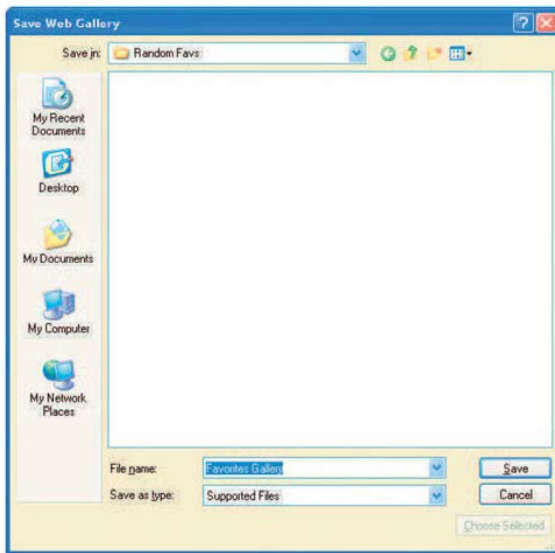 Save Web Gallery
Save in: Random Favs
My Recent
Documents
Desktop
My Documents
My Computer
My Network
Places
File name: Favorites Gallery
Save as type: Supported Files
Save
Cancel
Choose Selected